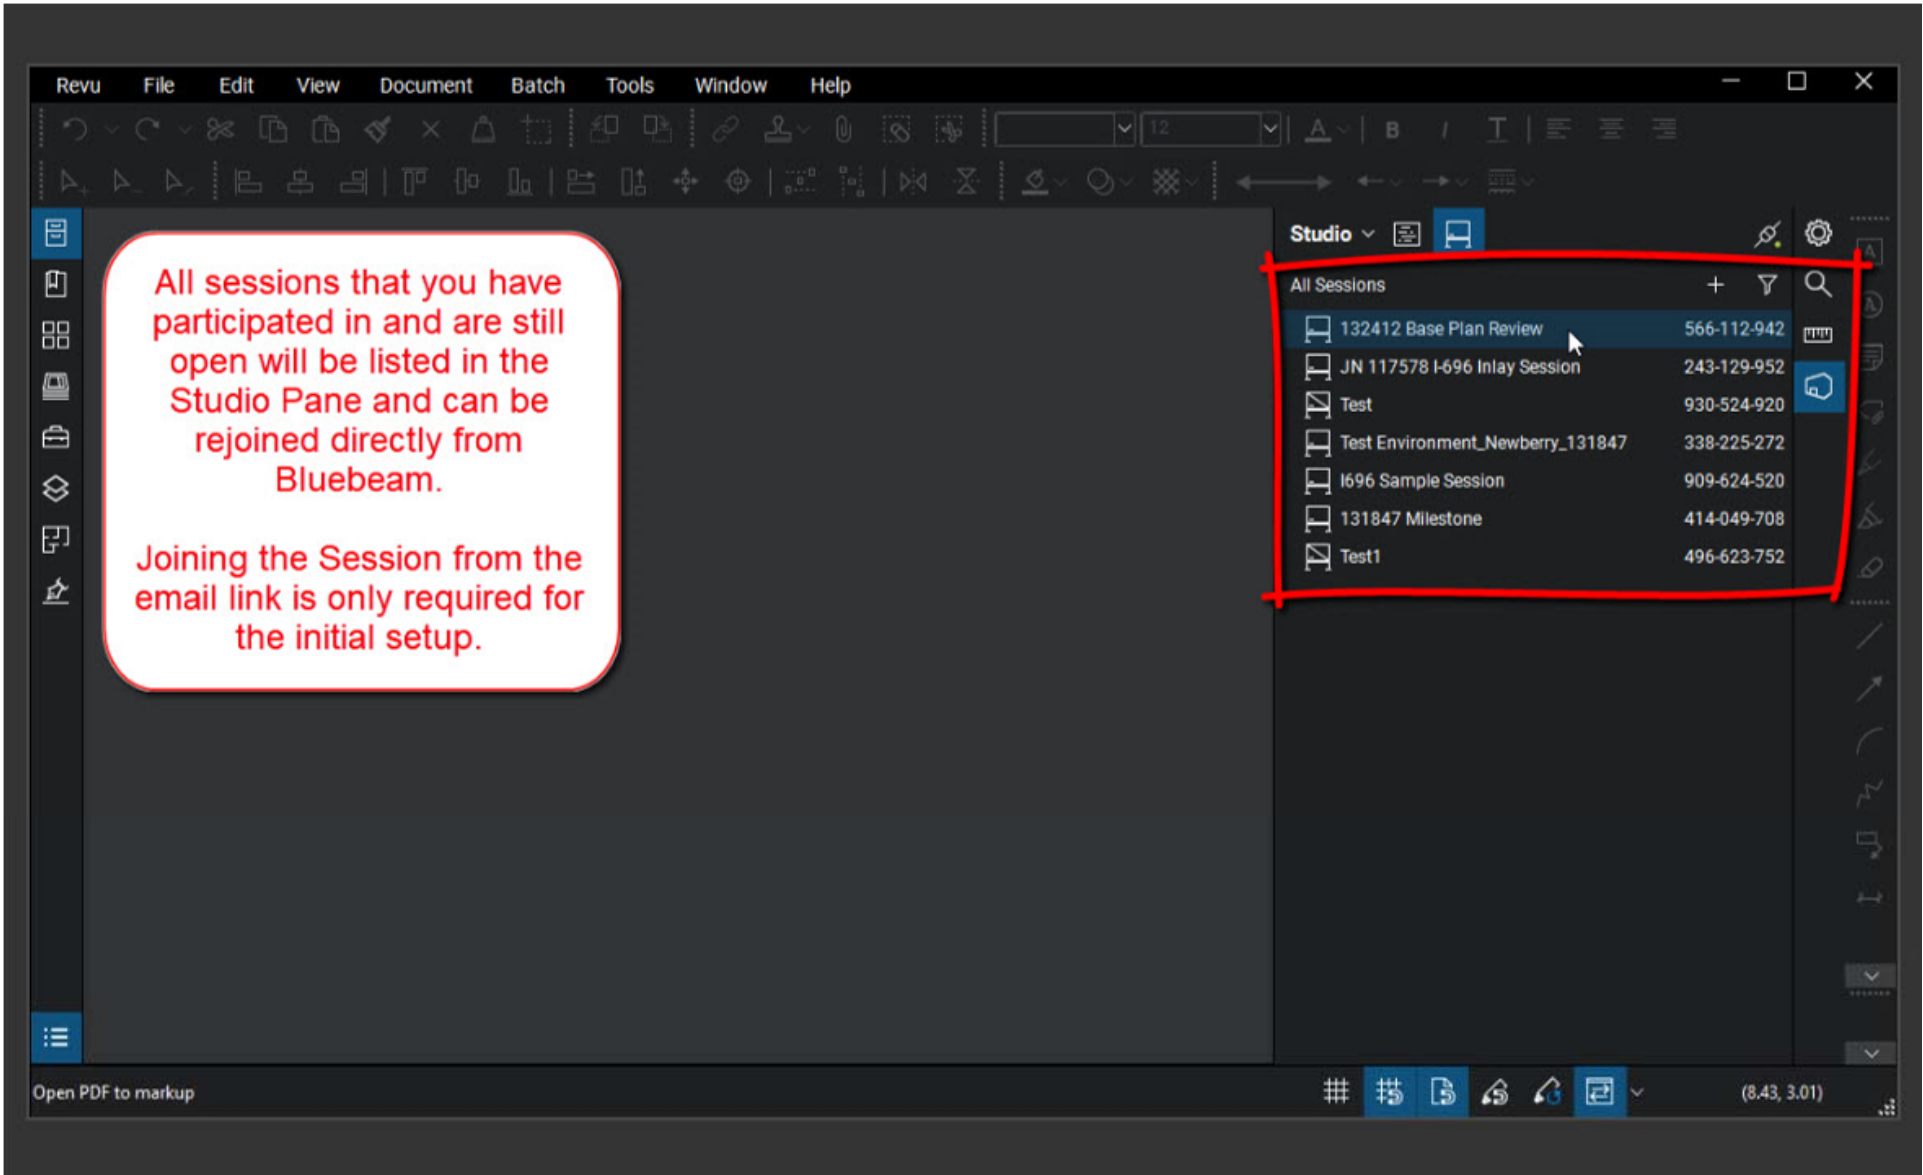 Revu File Edit View Document Batch Tools Window Help
12
A B I T
Studio
All sessions that you have
participated in and are still
open will be listed in the
Studio Pane and can be
rejoined directly from
Bluebeam.
Joining the Session from the
email link is only required for
the initial setup.
All Sessions
132412 Base Plan Review 566-112-942
JN 117578 I-696 Inlay Session 243-129-952
Test 930-524-920
Test Environment_Newberry_131847 338-225-272
I696 Sample Session 909-624-520
131847 Milestone 414-049-708
Test1 496-623-752
Open PDF to markup
(8.43, 3.01)